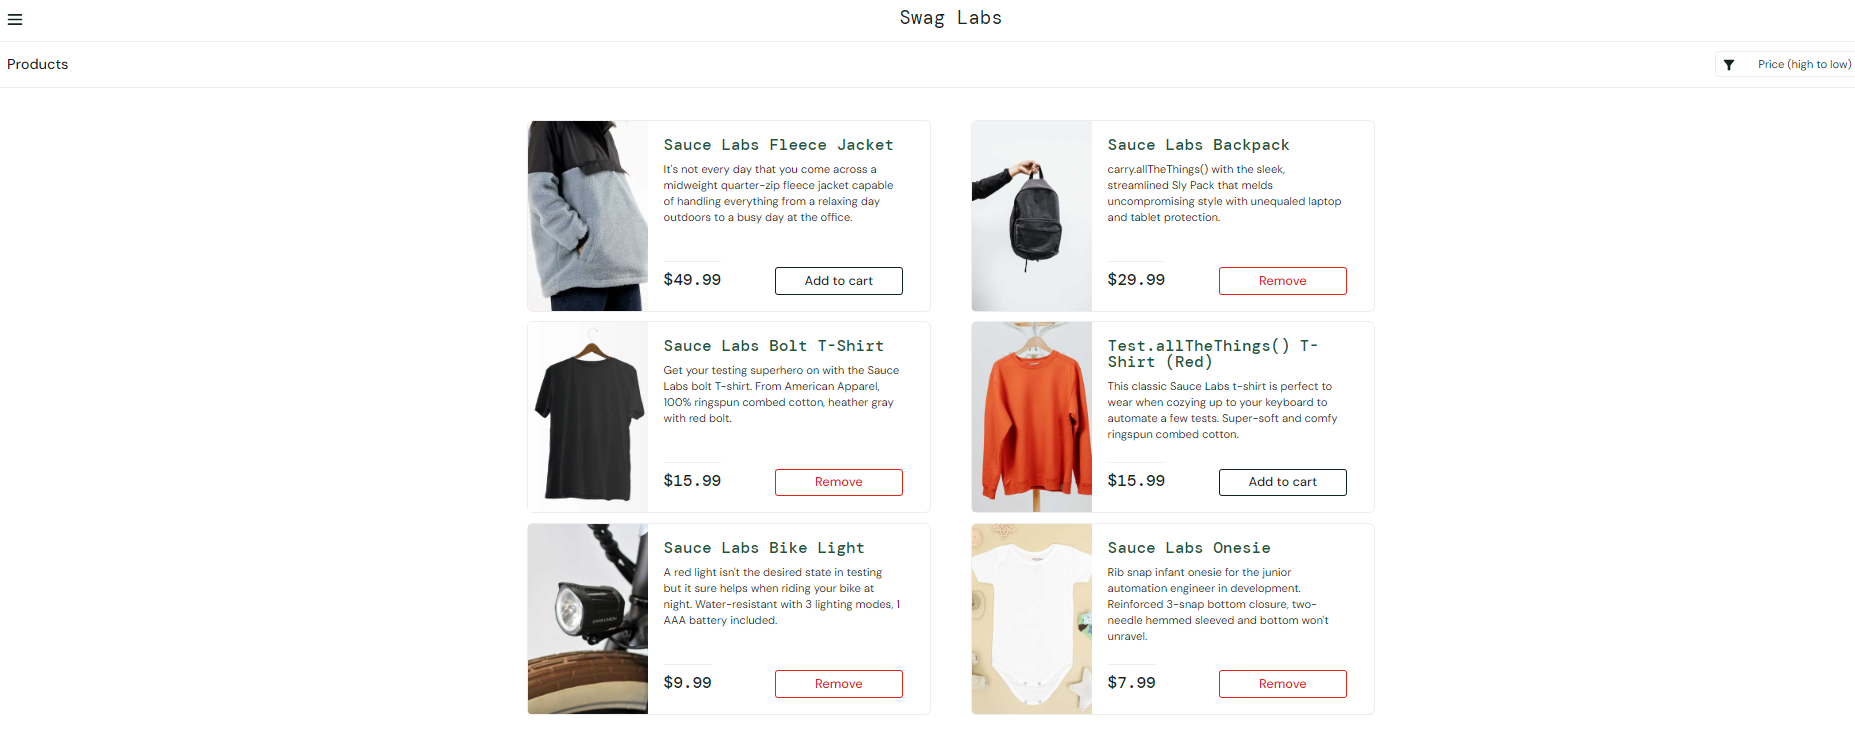 Swag Labs
Products
Price (high to low)
Sauce Labs Fleece Jacket
It's not every day that you come across a
midweight quarter-zip fleece jacket capable
of handling everything from a relaxing day
outdoors to a busy day at the office.
$49.99
Add to cart
Sauce Labs Backpack
carry.allTheThings() with the sleek,
streamlined Sly Pack that melds
uncompromising style with unequaled laptop
and tablet protection.
$29.99
Remove
Sauce Labs Bolt T-Shirt
Get your testing superhero on with the Sauce
Labs bolt T-shirt. From American Apparel,
100% ringspun combed cotton, heather gray
with red bolt.
$15.99
Remove
Test.allTheThings() T-
Shirt (Red)
This classic Sauce Labs t-shirt is perfect to
wear when cozying up to your keyboard to
automate a few tests. Super-soft and comfy
ringspun combed cotton.
$15.99
Add to cart
Sauce Labs Bike Light
A red light isn't the desired state in testing
but it sure helps when riding your bike at
night. Water-resistant with 3 lighting modes, 1
AAA battery included.
$9.99
Remove
Sauce Labs Onesie
Rib snap infant onesie for the junior
automation engineer in development.
Reinforced 3-snap bottom closure, two-
needle hemmed sleeved and bottom won't
unravel.
$7.99
Remove